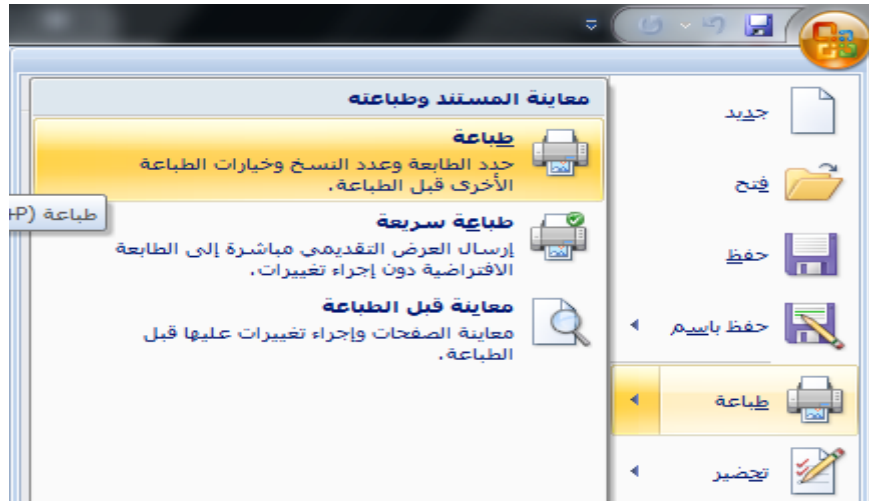 جديد
فتح
حفظ
حفظ باسم
طباعة
تحضير
معاينة المستند وطباعته
طباعة
حدد الطابعة وعدد النسخ وخيارات الطباعة
الأخرى قبل الطباعة.
طباعة سريعة
إرسال العرض التقديمي مباشرة إلى الطابعة
الافتراضية دون إجراء تغييرات.
معاينة قبل الطباعة
معاينة الصفحات وإجراء تغييرات عليها قبل
الطباعة.
طباعة (P+